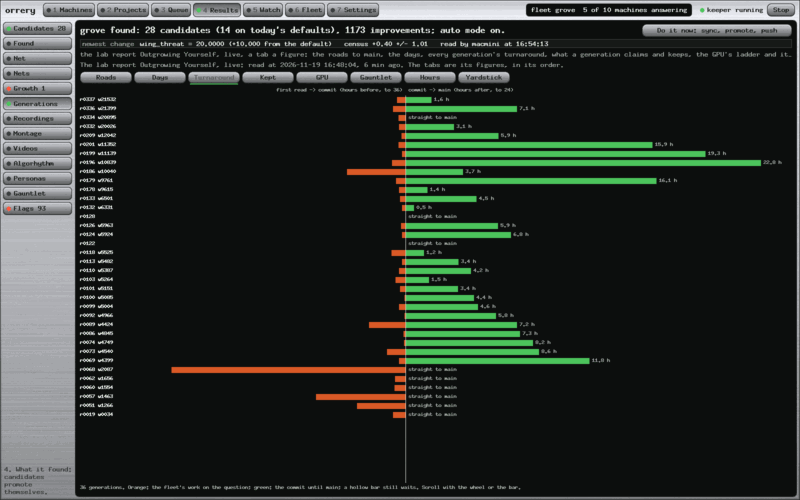 orrery
1 Machines
2 Projects
3 Queue
4 Results
5 Watch
6 Fleet
7 Settings
fleet grove 5 of 10 machines answering
keeper running
Stop
Candidates 28
Found
Net
Nets
Growth 1
Generations
Recordings
Montage
Videos
Algorhythm
Personas
Gauntlet
Flags 93
4. What it found: candidates promote themselves.
grove found: 28 candidates (14 on today's defaults), 1173 improvements; auto mode on.
Do it now: sync, promote, push
newest change wing_threat = 20,0000 (+10,000 from the default) census +0,40 +/- 1,01 read by macmini at 16:54:13
the lab report Outgrowing Yourself, live, a tab a figure: the roads to main, the days, every generation's turnaround, what a generation claims and keeps, the GPU's ladder and it...
The lab report Outgrowing Yourself, live; read at 2026-11-19 16:48:04, 6 min ago. The tabs are its figures, in its order.
Roads
Days
Turnaround
Kept
GPU
Gauntlet
Hours
Yardstick
first read -> commit (hours before, to 36)
commit -> main (hours after, to 24)
r0337 w21532 1,6 h
r0336 w21399 7,1 h
r0334 w20895 straight to main
r0332 w20026 3,1 h
r0209 w12042 5,9 h
r0201 w11352 15,9 h
r0199 w11139 19,3 h
r0196 w10839 22,8 h
r0186 w10040 3,7 h
r0179 w9761 16,1 h
r0178 w9615 1,4 h
r0133 w6501 4,5 h
r0132 w6331 0,5 h
r0128 straight to main
r0126 w5963 5,9 h
r0124 w5924 6,8 h
r0122 straight to main
r0118 w5525 1,2 h
r0113 w5482 3,4 h
r0110 w5387 4,2 h
r0103 w5264 1,5 h
r0101 w5151 3,4 h
r0100 w5085 4,4 h
r0099 w5004 4,6 h
r0092 w4966 5,8 h
r0089 w4424 7,2 h
r0086 w4845 7,3 h
r0074 w4749 8,2 h
r0073 w4540 8,6 h
r0069 w4399 11,8 h
r0068 w2087 straight to main
r0062 w1656 straight to main
r0060 w1554 straight to main
r0057 w1463 straight to main
r0051 w1266 straight to main
r0019 w0034 straight to main
36 generations. Orange: the fleet's work on the question; green: the commit until main; a hollow bar still waits. Scroll with the wheel or the bar.